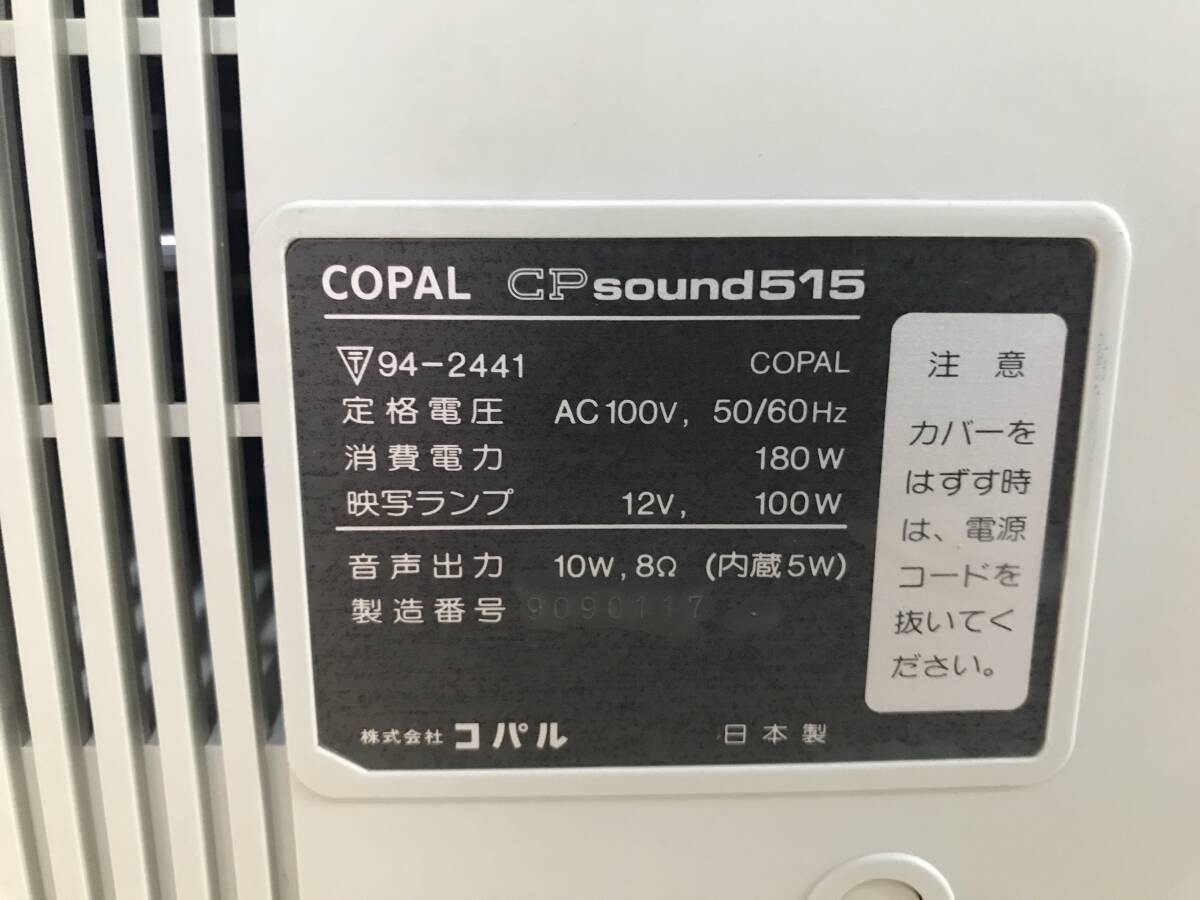 COPAL CP sound515
〒94-2441 COPAL
定格電圧 AC100V, 50/60Hz
消費電力 180W
映写ランプ 12V, 100W
音声出力 10W, 8Ω (内蔵5W)
製造番号 9090117
株式会社 コパル 日本製
注意
カバーを
はずす時
は、電源
コードを
抜いてく
ださい。